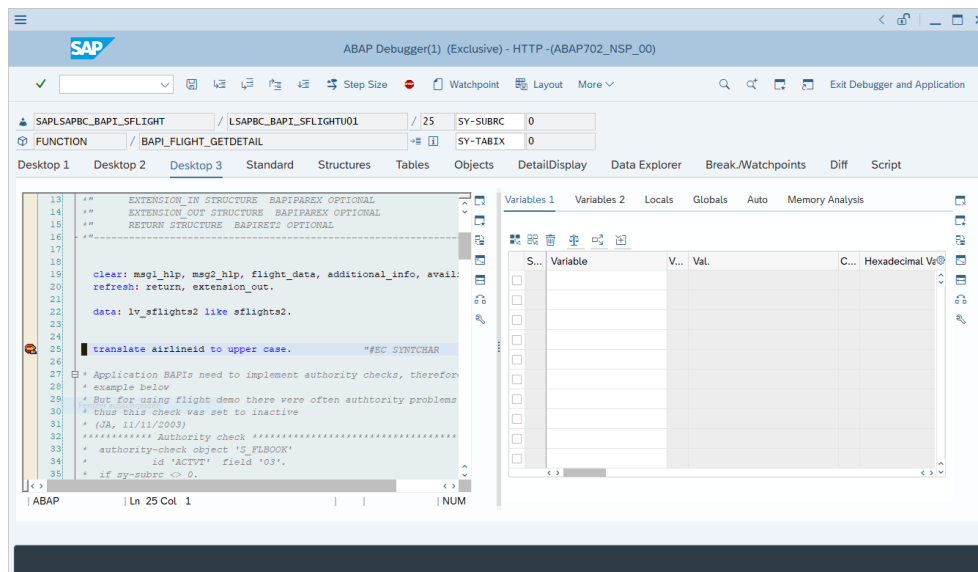 SAP
ABAP Debugger(1) (Exclusive) - HTTP -(ABAP702_NSP_00)
Step Size Watchpoint Layout More Exit Debugger and Application
SAPLSAPBC_BAPI_SFLIGHT / LSAPBC_BAPI_SFLIGHTU01 / 25 SY-SUBRC 0
FUNCTION / BAPI_FLIGHT_GETDETAIL SY-TABIX 0
Desktop 1 Desktop 2 Desktop 3 Standard Structures Tables Objects DetailDisplay Data Explorer Break./Watchpoints Diff Script
13 *" EXTENSION_IN STRUCTURE BAPIPAREX OPTIONAL
14 *" EXTENSION_OUT STRUCTURE BAPIPAREX OPTIONAL
15 *" RETURN STRUCTURE BAPIRET2 OPTIONAL
16 *"----------------------------------------------------------------------
17
18
19 clear: msg1_hlp, msg2_hlp, flight_data, additional_info, avail:
20 refresh: return, extension_out.
21
22 data: lv_sflights2 like sflights2.
23
24
25 translate airlineid to upper case. "#EC SYNTCHAR
26
27 * Application BAPIs need to implement authority checks, therefore
28 * example below
29 * But for using flight demo there were often authtority problems
30 * thus this check was set to inactive
31 * (JA, 11/11/2003)
32 ************ Authority check ***********************************
33 * authority-check object 'S_FLBOOK'
34 * id 'ACTVT' field '03'.
35 * if sy-subrc <> 0.
ABAP Ln 25 Col 1 NUM
Variables 1 Variables 2 Locals Globals Auto Memory Analysis
S... Variable V... Val. C... Hexadecimal Va